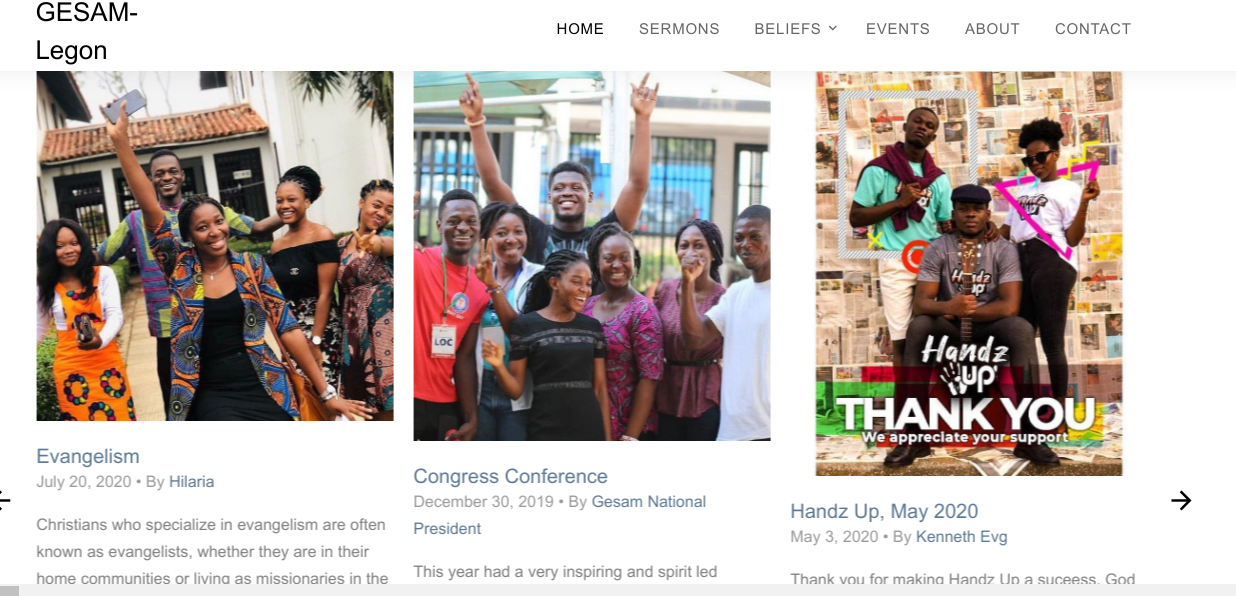 GESAM-
Legon
HOME SERMONS BELIEFS EVENTS ABOUT CONTACT
LOC
Handz
UP
Handz
UP
THANK YOU
We appreciate your support
Evangelism
July 20, 2020 • By Hilaria
Christians who specialize in evangelism are often
known as evangelists, whether they are in their
home communities or living as missionaries in the
Congress Conference
December 30, 2019 • By Gesam National
President
This year had a very inspiring and spirit led
Handz Up, May 2020
May 3, 2020 • By Kenneth Evg
Thank you for making Handz Up a suceess. God